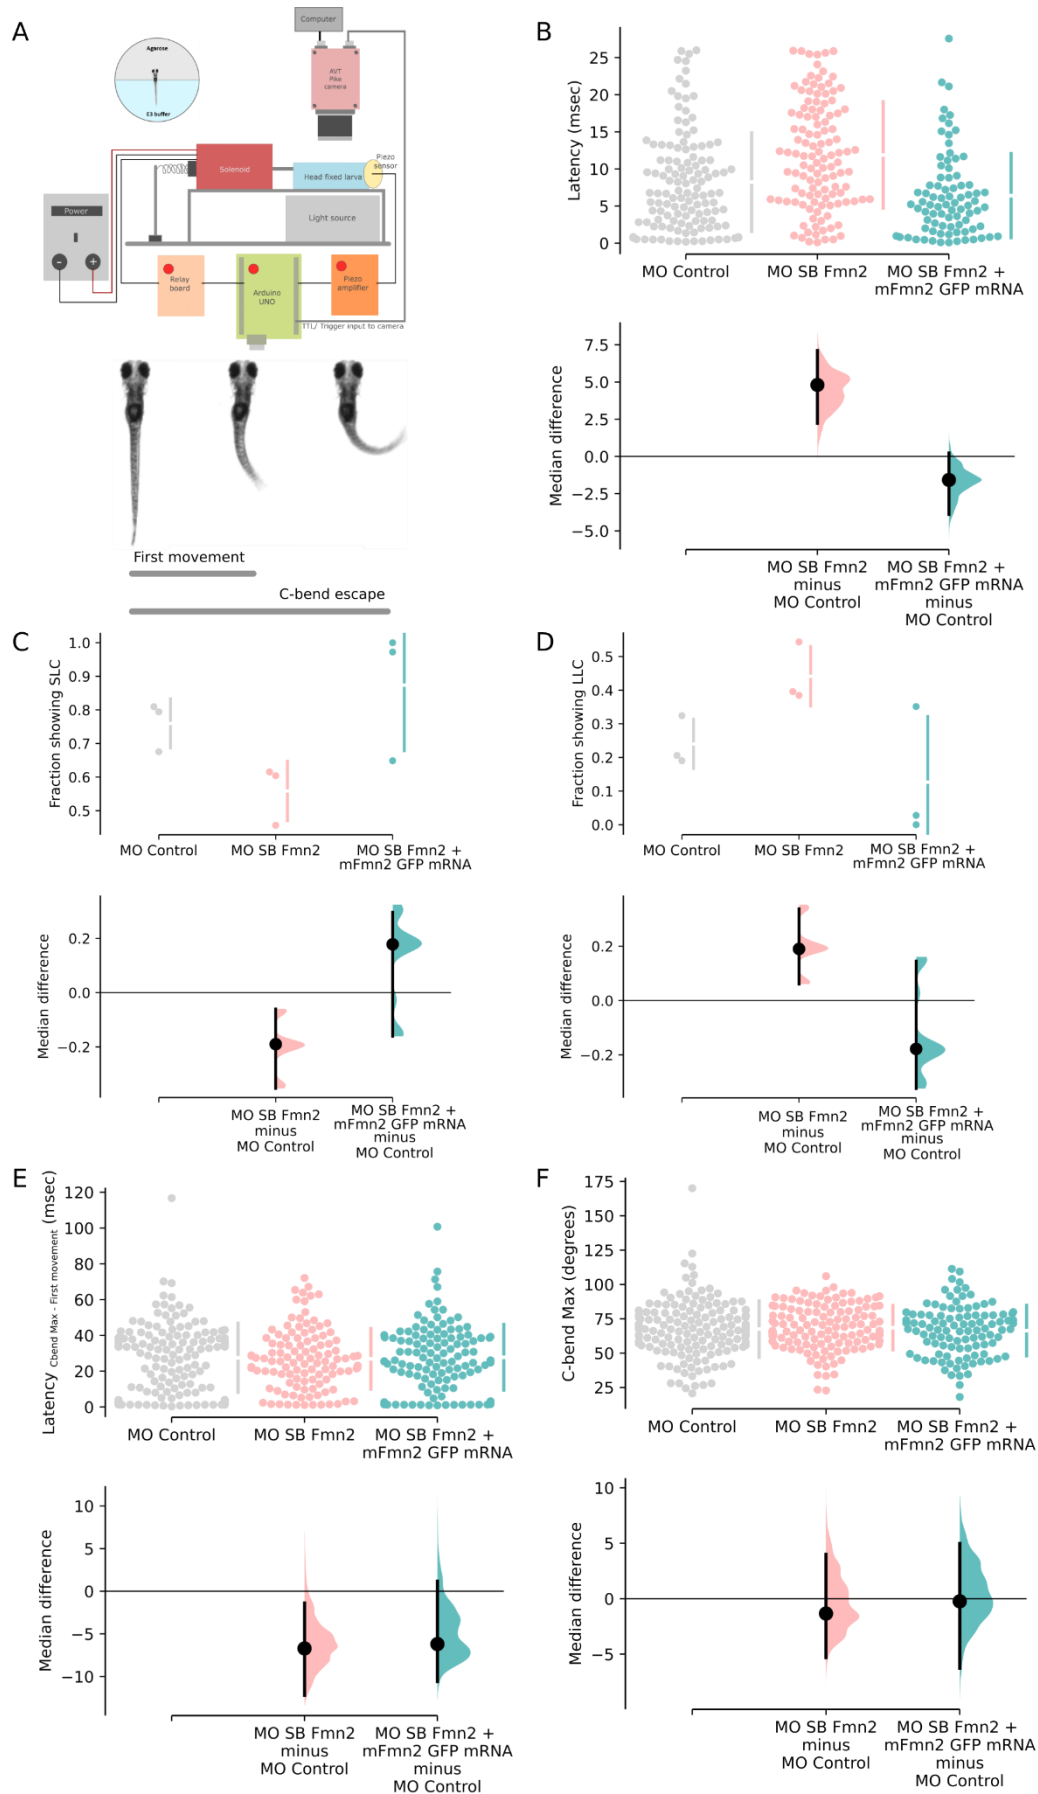 A
Computer
AVT
Pike
camera
Agarose
E3 buffer
Piezo
sensor
Solenoid
Head fixed larva
Light source
Power
-
+
Relay
board
Arduino
UNO
Piezo
amplifier
TTL/ Trigger input to camera
First movement
C-bend escape
B
Latency (msec)
25
20
15
10
5
0
MO Control
MO SB Fmn2
MO SB Fmn2 +
mFmn2 GFP mRNA
Median difference
7.5
5.0
2.5
0.0
−2.5
−5.0
MO SB Fmn2
minus
MO Control
MO SB Fmn2 +
mFmn2 GFP mRNA
minus
MO Control
C
Fraction showing SLC
1.0
0.9
0.8
0.7
0.6
0.5
MO Control
MO SB Fmn2
MO SB Fmn2 +
mFmn2 GFP mRNA
Median difference
0.2
0.0
−0.2
MO SB Fmn2
minus
MO Control
MO SB Fmn2 +
mFmn2 GFP mRNA
minus
MO Control
D
Fraction showing LLC
0.5
0.4
0.3
0.2
0.1
0.0
MO Control
MO SB Fmn2
MO SB Fmn2 +
mFmn2 GFP mRNA
Median difference
0.2
0.0
−0.2
MO SB Fmn2
minus
MO Control
MO SB Fmn2 +
mFmn2 GFP mRNA
minus
MO Control
E
Latency Cbend Max - First movement (msec)
120
100
80
60
40
20
0
MO Control
MO SB Fmn2
MO SB Fmn2 +
mFmn2 GFP mRNA
Median difference
10
5
0
−5
−10
MO SB Fmn2
minus
MO Control
MO SB Fmn2 +
mFmn2 GFP mRNA
minus
MO Control
F
C-bend Max (degrees)
175
150
125
100
75
50
25
MO Control
MO SB Fmn2
MO SB Fmn2 +
mFmn2 GFP mRNA
Median difference
10
5
0
−5
MO SB Fmn2
minus
MO Control
MO SB Fmn2 +
mFmn2 GFP mRNA
minus
MO Control